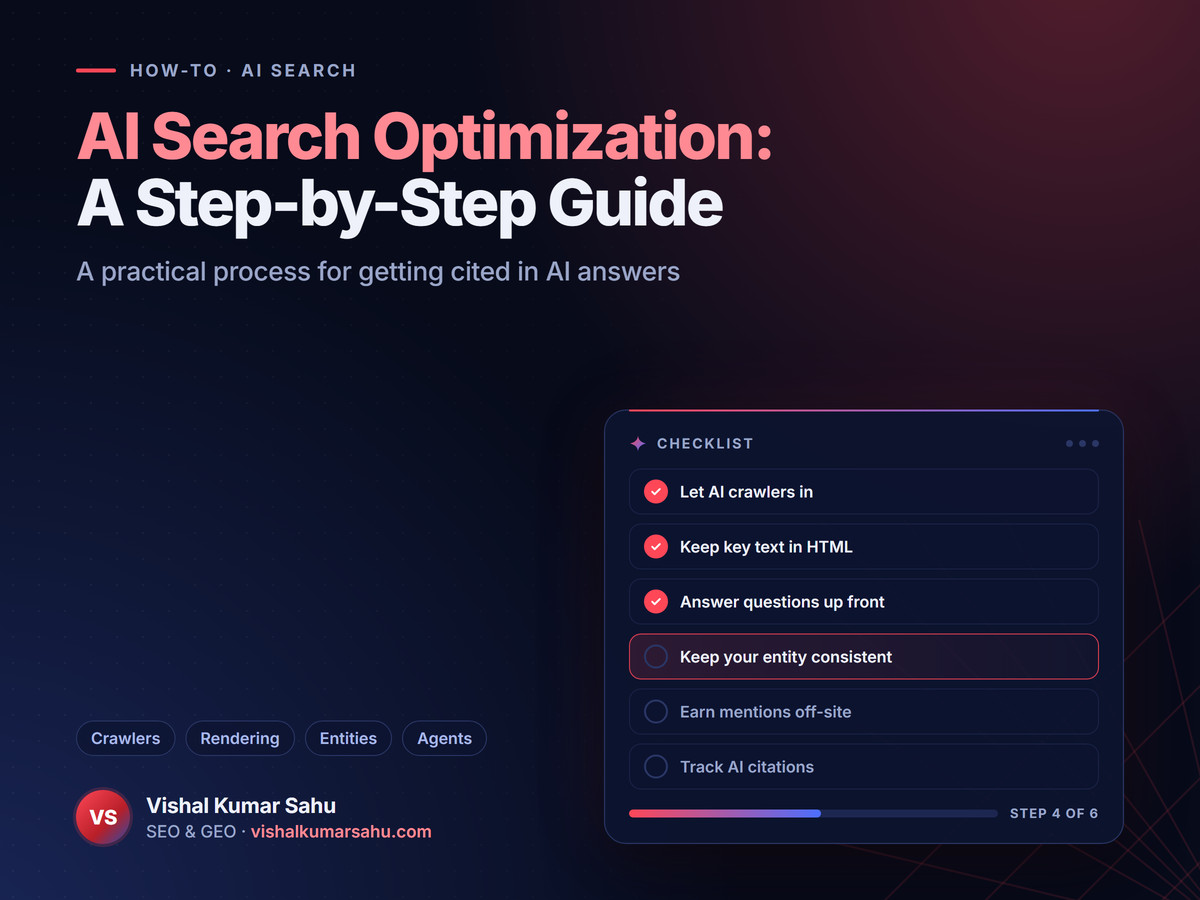 HOW-TO · AI SEARCH
AI Search Optimization:
A Step-by-Step Guide
A practical process for getting cited in AI answers
CHECKLIST
Let AI crawlers in
Keep key text in HTML
Answer questions up front
Keep your entity consistent
Earn mentions off-site
Track AI citations
STEP 4 OF 6
Crawlers
Rendering
Entities
Agents
VS
Vishal Kumar Sahu
SEO & GEO · vishalkumarsahu.com